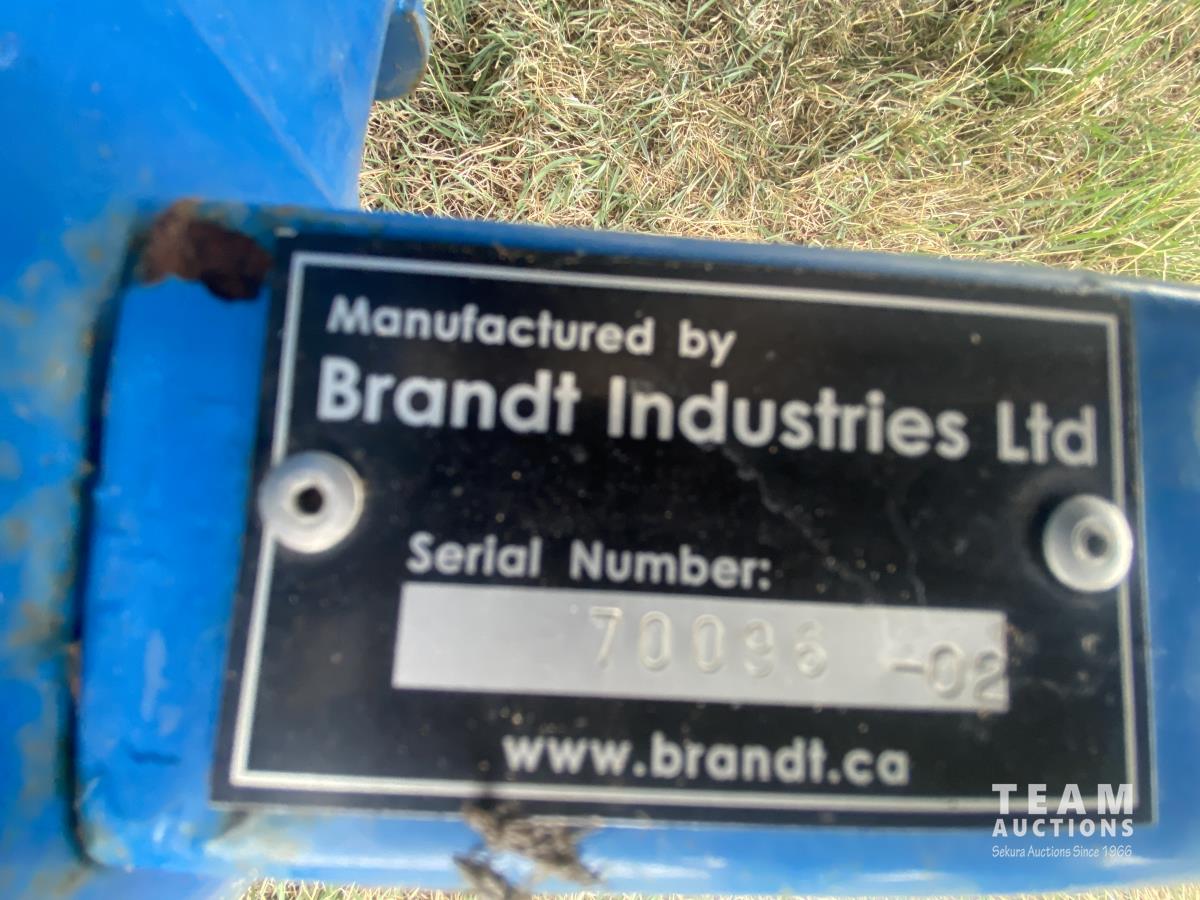 Manufactured by
Brandt Industries Ltd
Serial Number:
70096 -02
www.brandt.ca
TEAM
AUCTIONS
Sekura Auctions Since 1966